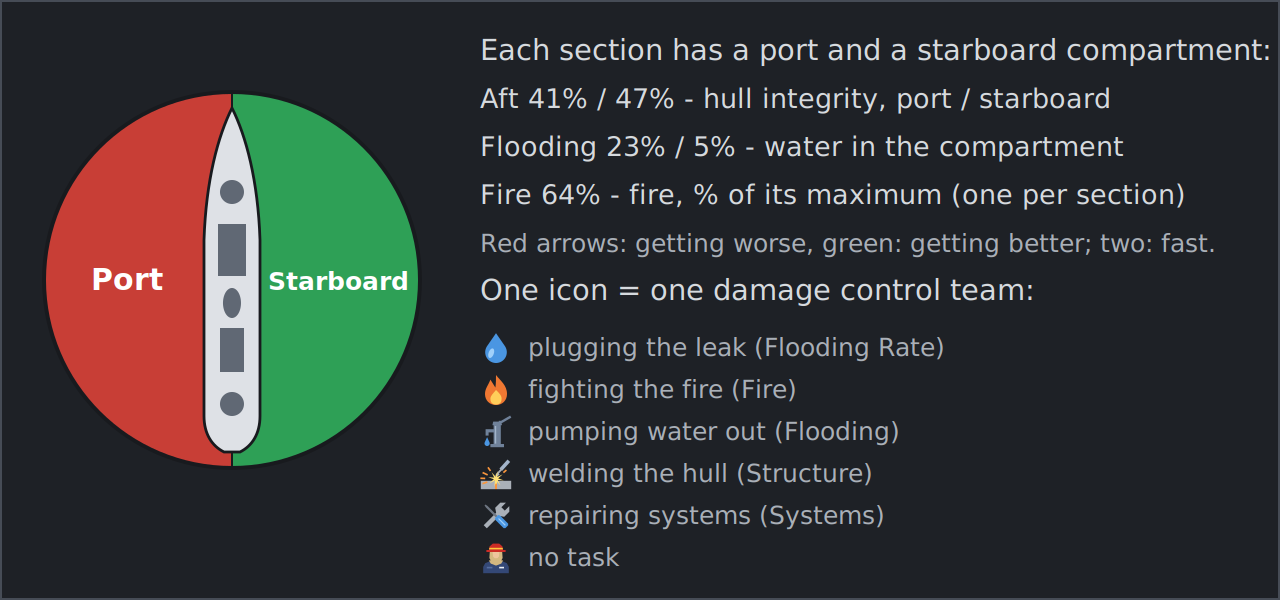 Each section has a port and a starboard compartment:
Aft 41% / 47% - hull integrity, port / starboard
Flooding 23% / 5% - water in the compartment
Fire 64% - fire, % of its maximum (one per section)
Red arrows: getting worse, green: getting better; two: fast.
One icon = one damage control team:
plugging the leak (Flooding Rate)
fighting the fire (Fire)
pumping water out (Flooding)
welding the hull (Structure)
repairing systems (Systems)
no task
Port
Starboard